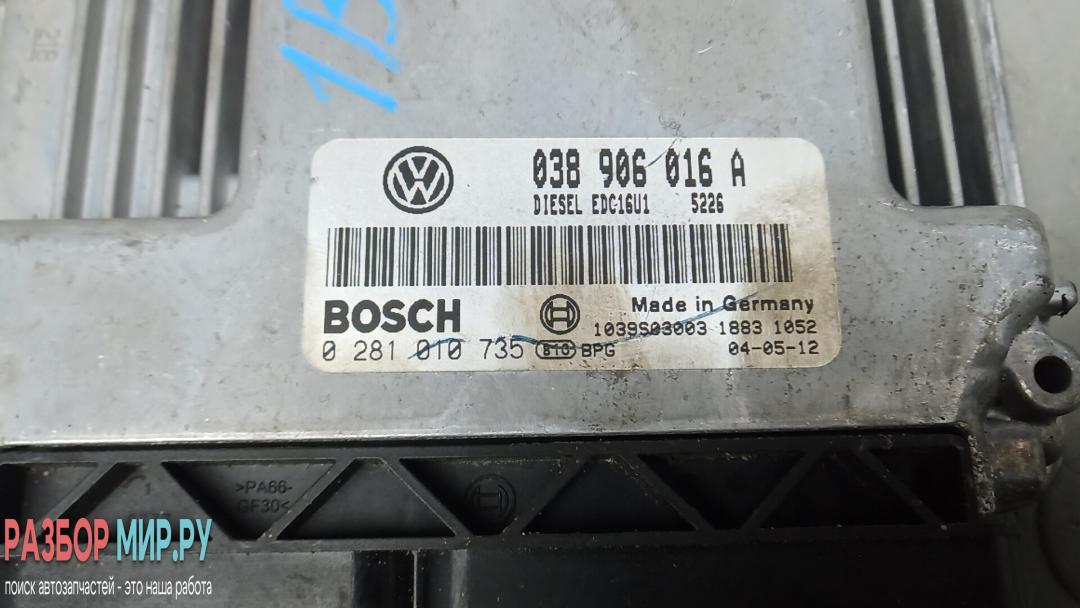 038 906 016 A
DIESEL EDC16U1 5226
BOSCH
Made in Germany
1039S03003 1883 1052
0 281 010 735 BPG 04-05-12
>PA66-
GF30<
РАЗБОР МИР.РУ
поиск автозапчастей - это наша работа